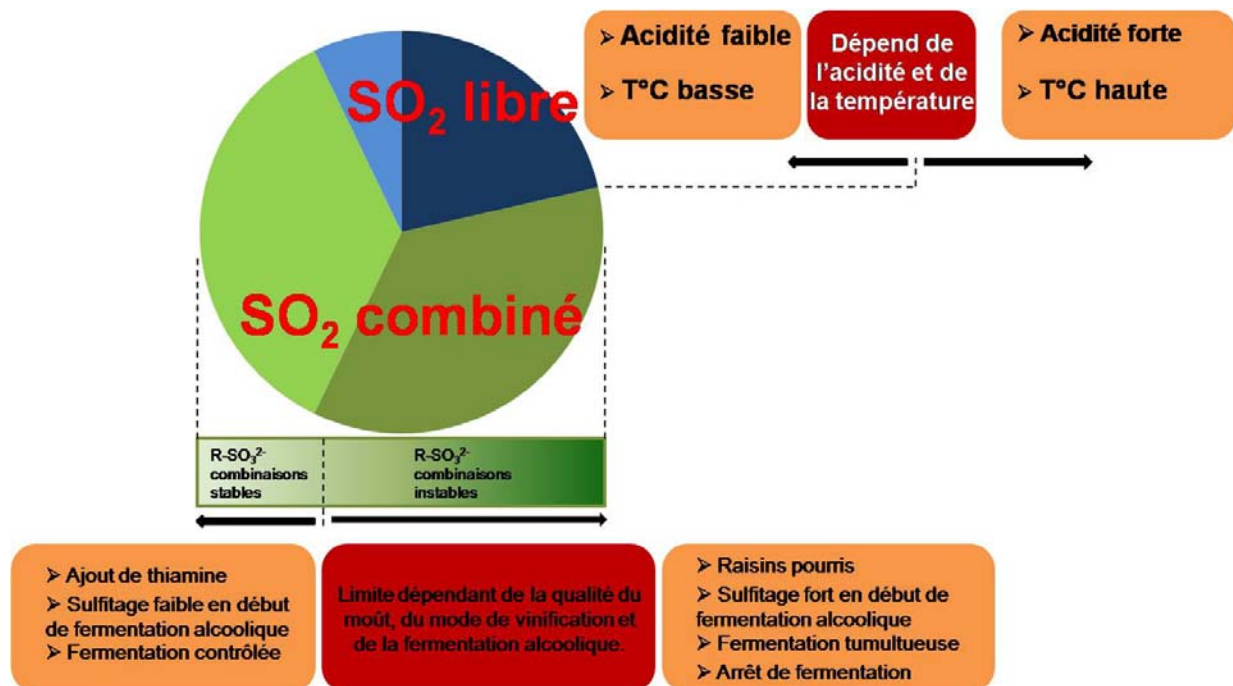 SO₂ libre
➢ Acidité faible
➢ T°C basse
Dépend de
l'acidité et de
la température
➢ Acidité forte
➢ T°C haute
SO₂ combiné
R-SO₃²⁻
combinaisons
stables
R-SO₃²⁻
combinaisons
instables
➢ Ajout de thiamine
➢ Sulfitage faible en début
de fermentation alcoolique
➢ Fermentation contrôlée
Limite dépendant de la qualité du
moût, du mode de vinification et
de la fermentation alcoolique.
➢ Raisins pourris
➢ Sulfitage fort en début de
fermentation alcoolique
➢ Fermentation tumultueuse
➢ Arrêt de fermentation